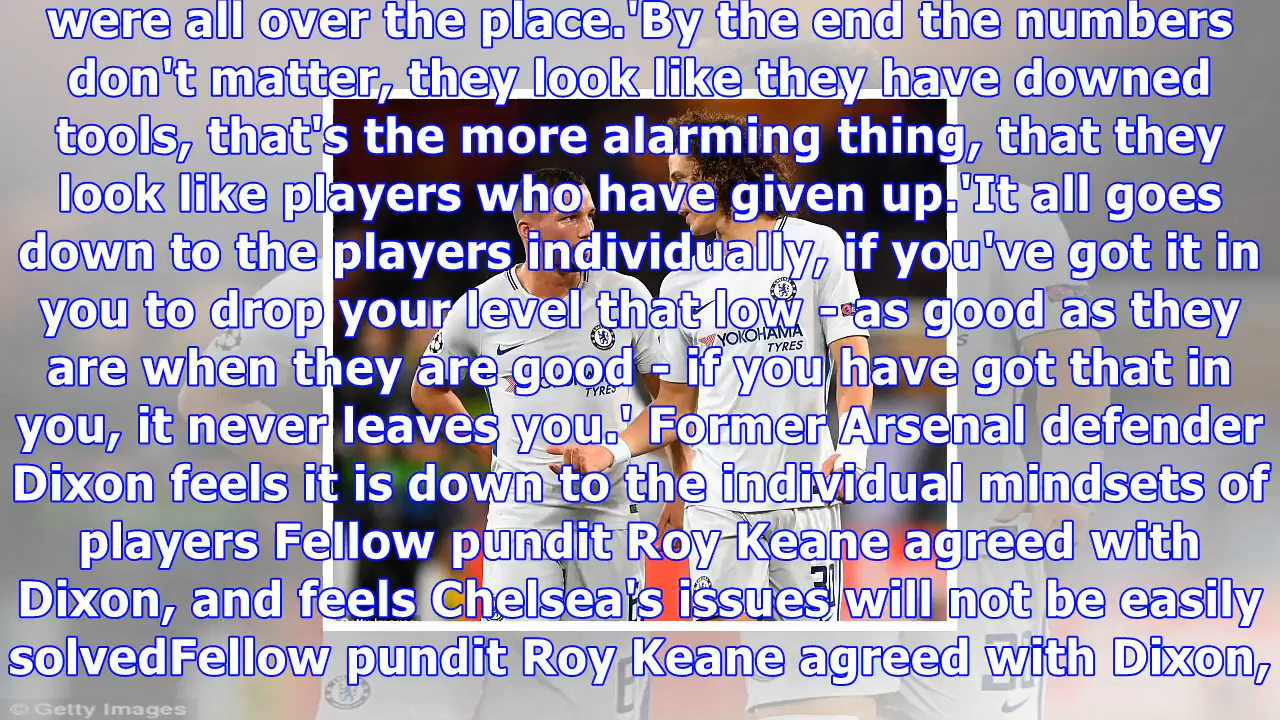 were all over the place.'By the end the numbers
don't matter, they look like they have downed
tools, that's the more alarming thing, that they
look like players who have given up.'It all goes
down to the players individually, if you've got it in
you to drop your level that low - as good as they
are when they are good - if you have got that in
you, it never leaves you.' Former Arsenal defender
Dixon feels it is down to the individual mindsets of
players Fellow pundit Roy Keane agreed with
Dixon, and feels Chelsea's issues will not be easily
solvedFellow pundit Roy Keane agreed with Dixon,
YOKOHAMA
TYRES
TYRES
30
© Getty Images